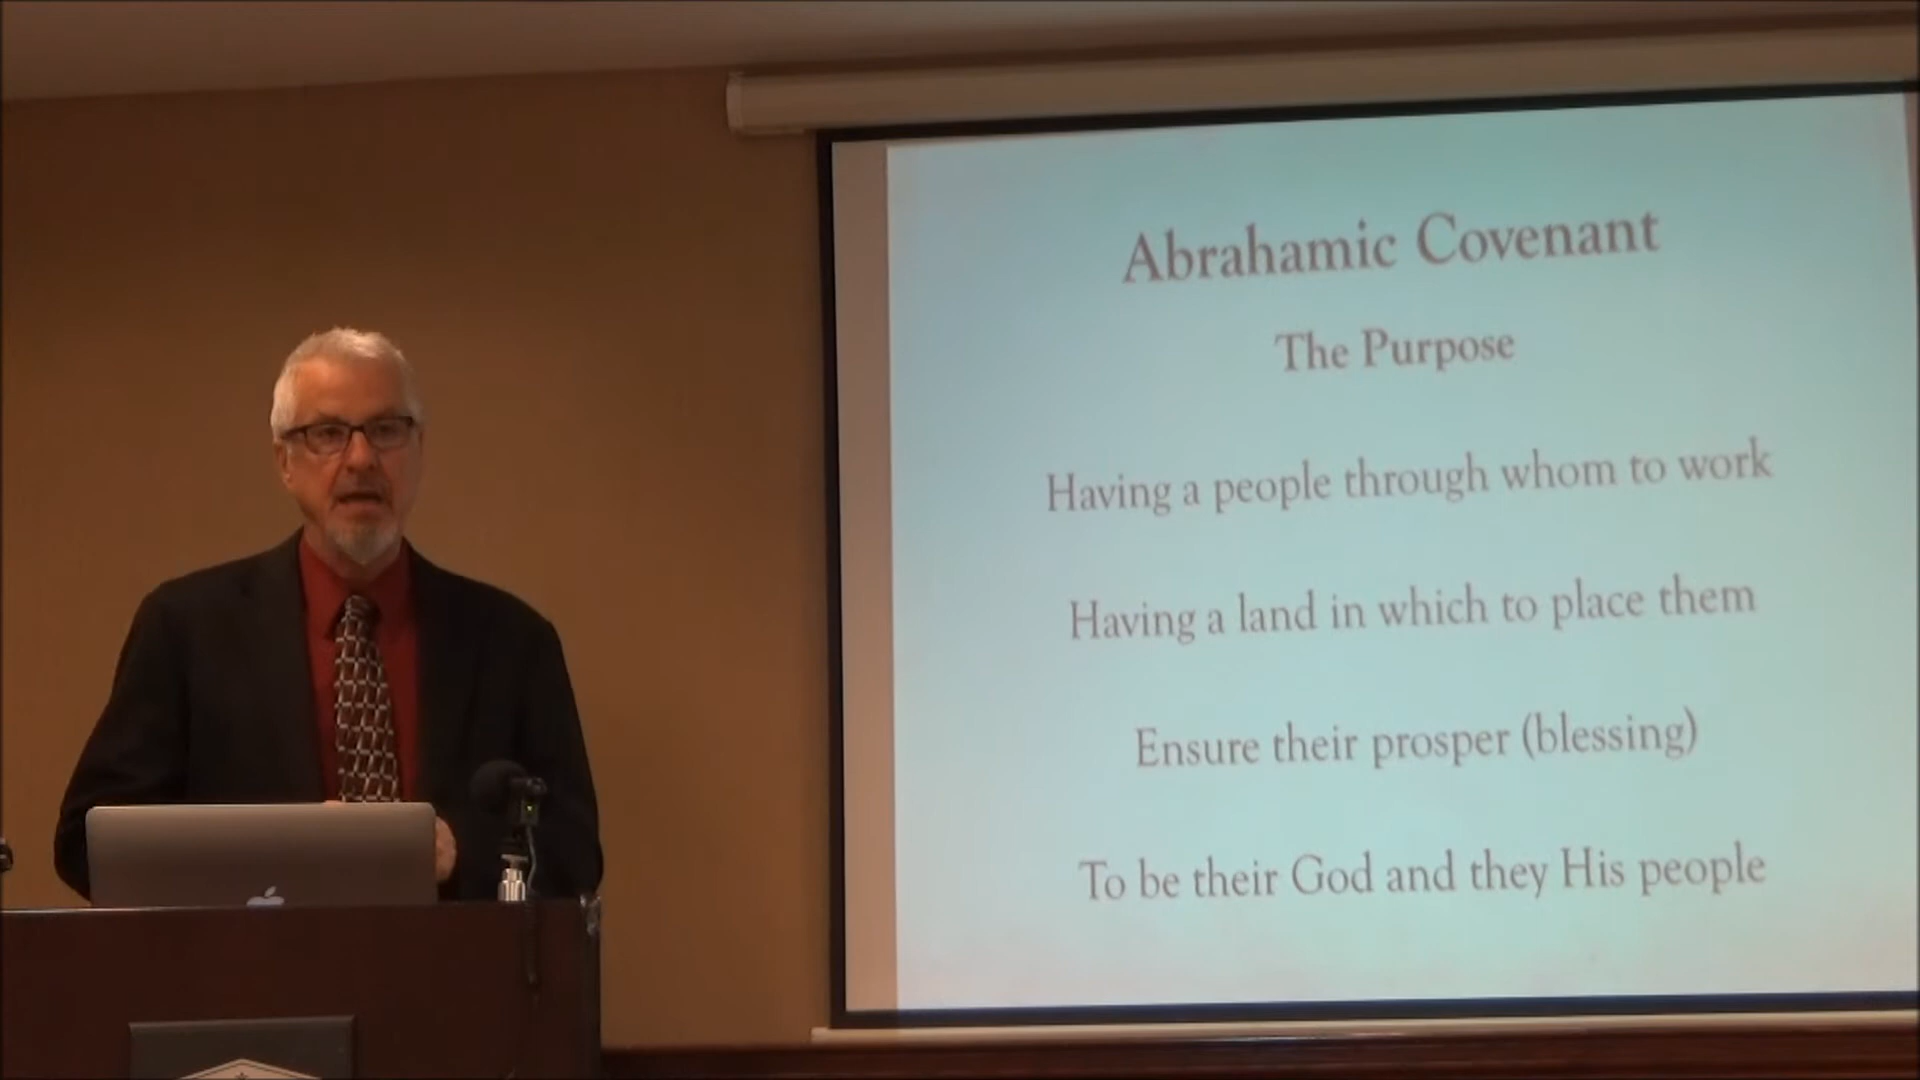 Abrahamic Covenant
The Purpose
Having a people through whom to work
Having a land in which to place them
Ensure their prosper (blessing)
To be their God and they His people